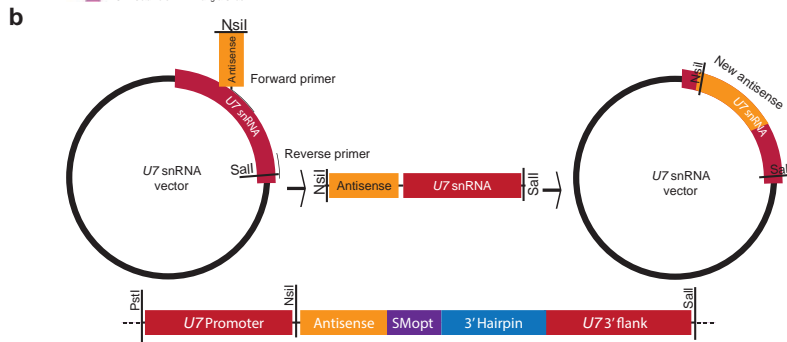 b
NsiI
Antisense
Forward primer
U7 snRNA
Reverse primer
SalI
U7 snRNA
vector
NsiI
Antisense
U7 snRNA
SalI
NsiI
New antisense
U7 snRNA
SalI
U7 snRNA
vector
PstI
NsiI
SalI
U7 Promoter
Antisense
SMopt
3' Hairpin
U7 3' flank